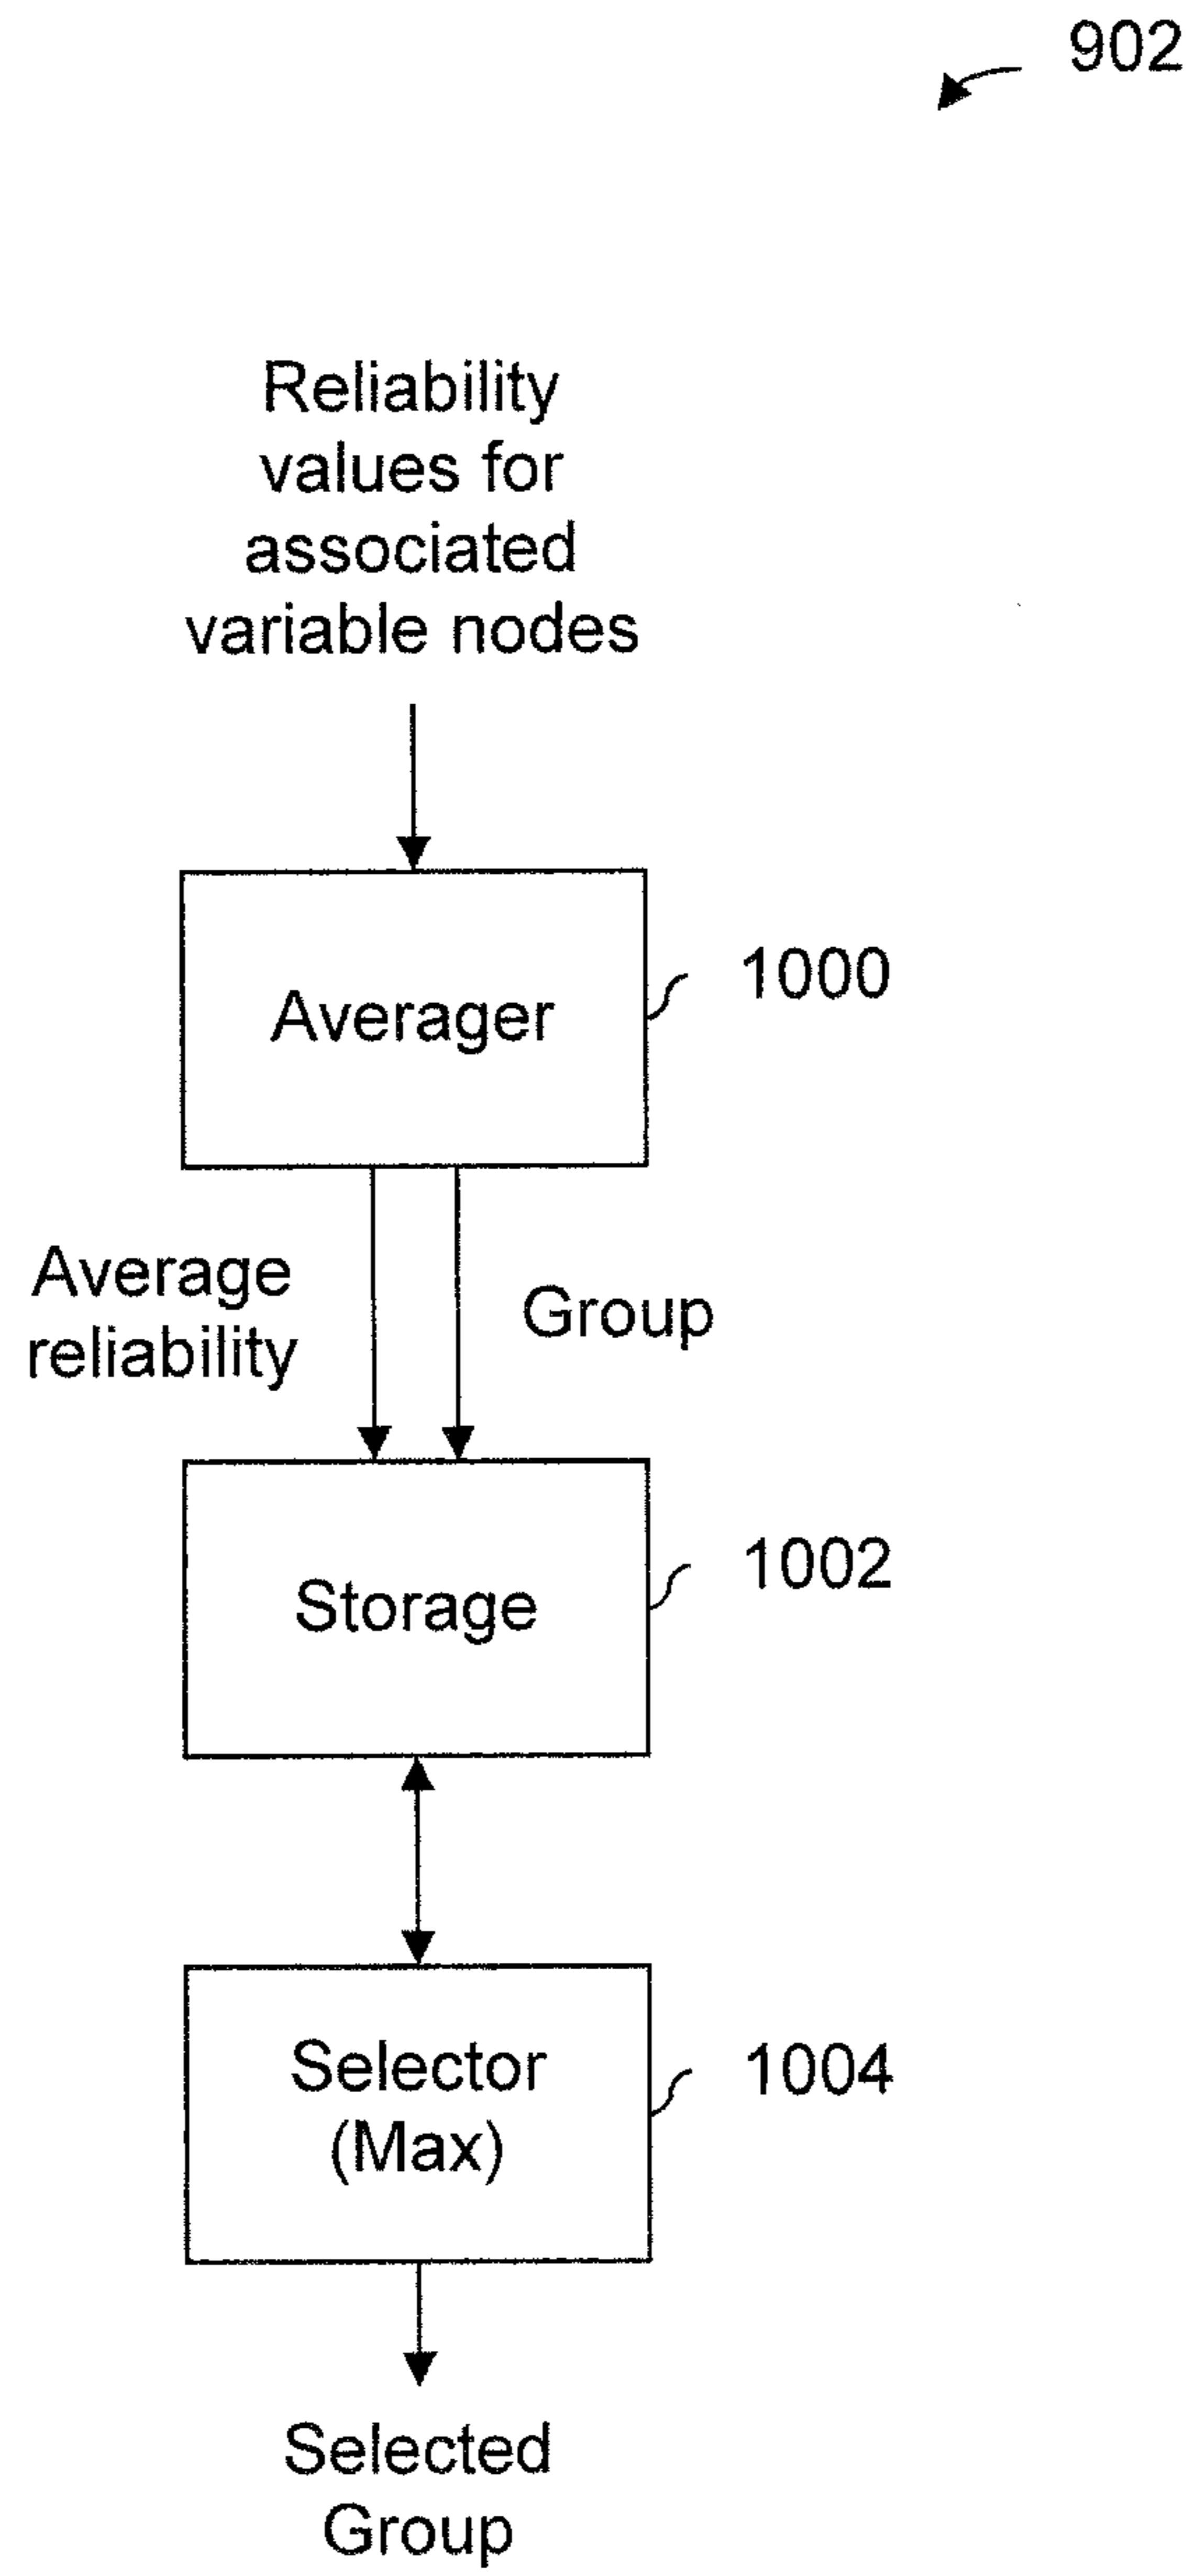 902
Reliability
values for
associated
variable nodes
Averager
1000
Average
reliability
Group
Storage
1002
Selector
(Max)
1004
Selected
Group